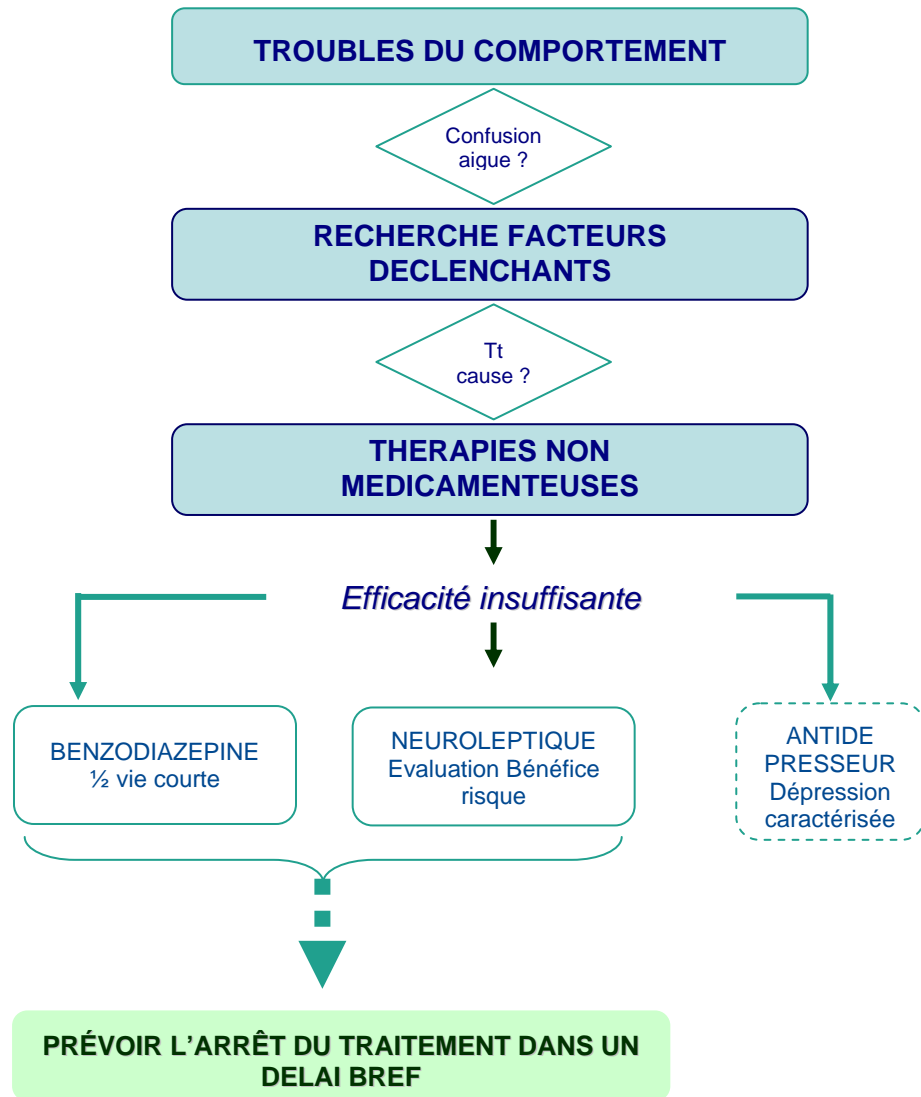 TROUBLES DU COMPORTEMENT
Confusion
aigue ?
RECHERCHE FACTEURS
DECLENCHANTS
Tt
cause ?
THERAPIES NON
MEDICAMENTEUSES
Efficacité insuffisante
BENZODIAZEPINE
½ vie courte
NEUROLEPTIQUE
Evaluation Bénéfice
risque
ANTIDE
PRESSEUR
Dépression
caractérisée
PRÉVOIR L'ARRÊT DU TRAITEMENT DANS UN
DELAI BREF